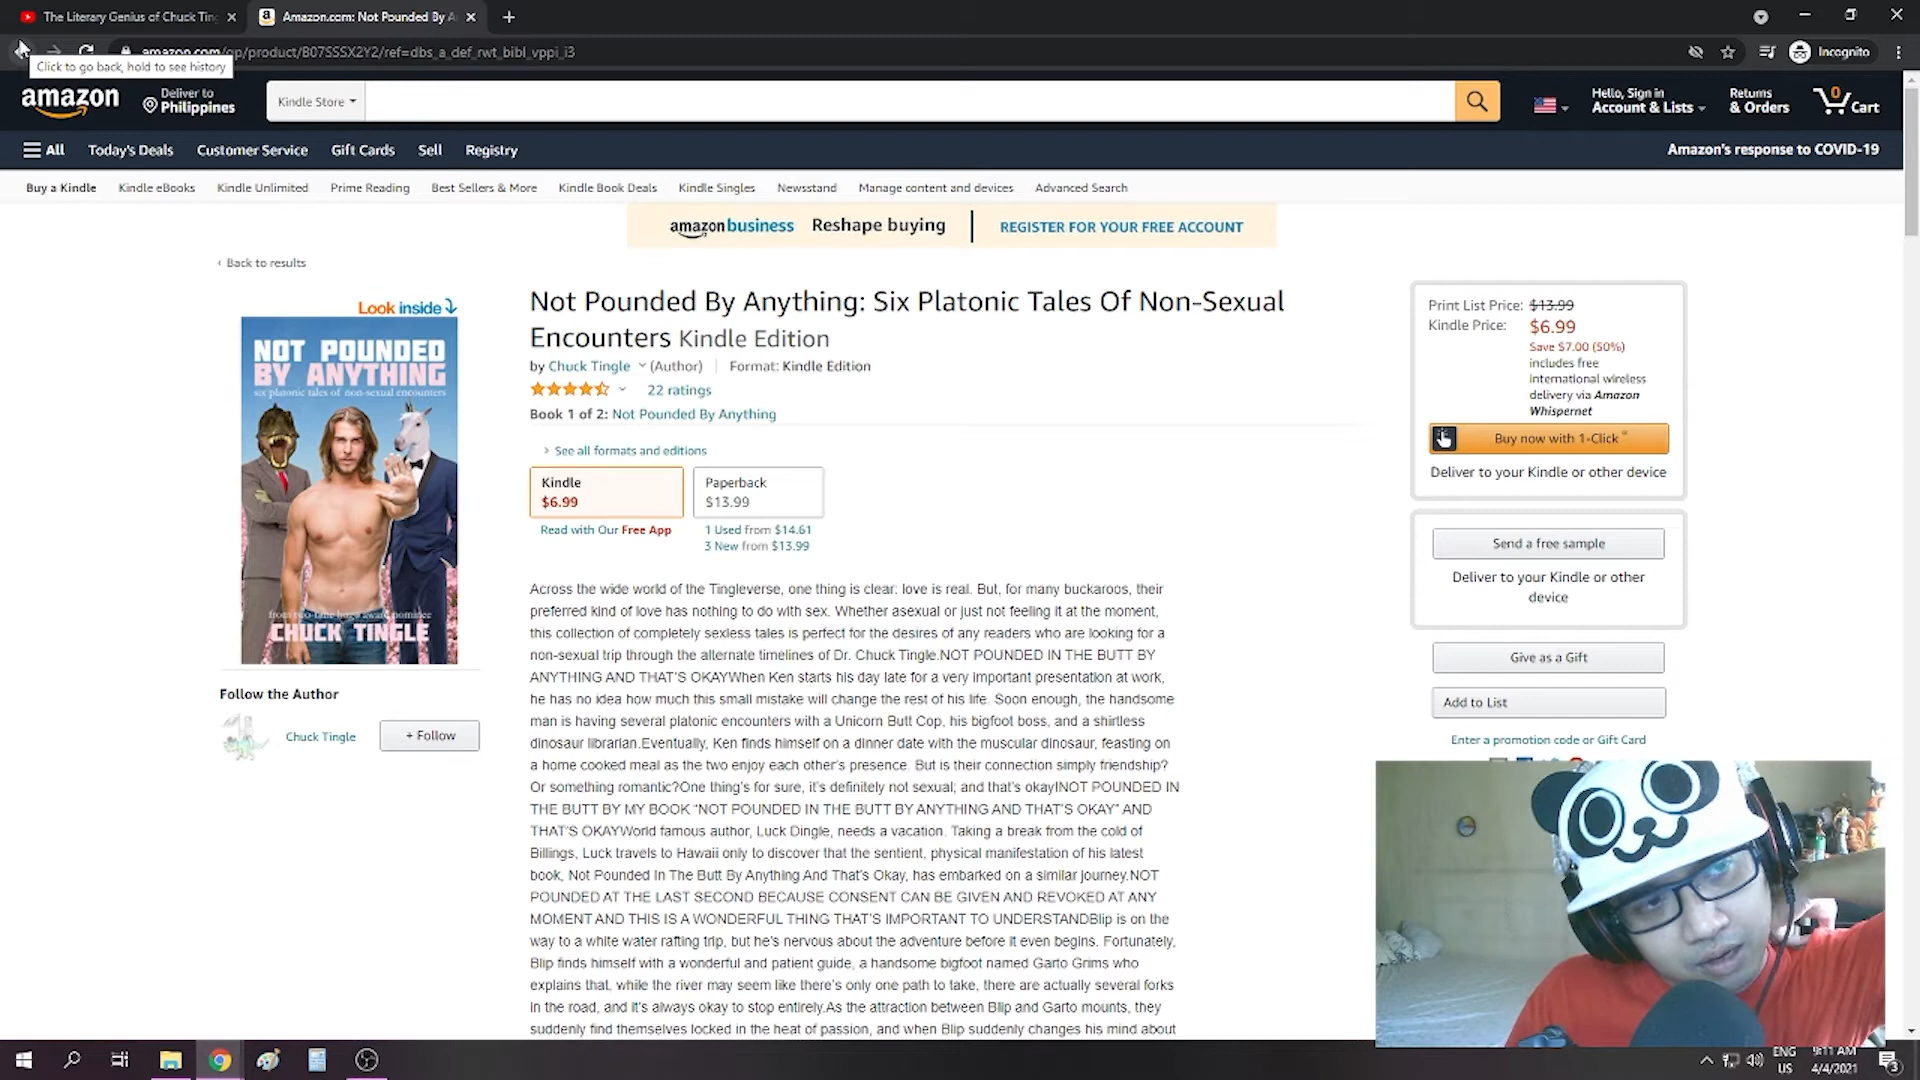 The Literary Genius of Chuck Ting
Amazon.com: Not Pounded By A
amazon.com/gp/product/B07SSSX2Y2/ref=dbs_a_def_rwt_bibl_vppi_i3
Incognito
Click to go back, hold to see history
amazon
Deliver to
Philippines
Kindle Store
Hello, Sign in
Account & Lists
Returns
& Orders
0
Cart
All
Today's Deals
Customer Service
Gift Cards
Sell
Registry
Amazon's response to COVID-19
Buy a Kindle
Kindle eBooks
Kindle Unlimited
Prime Reading
Best Sellers & More
Kindle Book Deals
Kindle Singles
Newsstand
Manage content and devices
Advanced Search
amazonbusiness Reshape buying
REGISTER FOR YOUR FREE ACCOUNT
‹ Back to results
Look inside
NOT POUNDED
BY ANYTHING
six platonic tales of non-sexual encounters
from two-time hugo award nominee
CHUCK TINGLE
Follow the Author
Chuck Tingle
+ Follow
Not Pounded By Anything: Six Platonic Tales Of Non-Sexual
Encounters Kindle Edition
by Chuck Tingle (Author) Format: Kindle Edition
22 ratings
Book 1 of 2: Not Pounded By Anything
See all formats and editions
Kindle
$6.99
Read with Our Free App
Paperback
$13.99
1 Used from $14.61
3 New from $13.99
Across the wide world of the Tingleverse, one thing is clear: love is real. But, for many buckaroos, their
preferred kind of love has nothing to do with sex. Whether asexual or just not feeling it at the moment,
this collection of completely sexless tales is perfect for the desires of any readers who are looking for a
non-sexual trip through the alternate timelines of Dr. Chuck Tingle.NOT POUNDED IN THE BUTT BY
ANYTHING AND THAT'S OKAYWhen Ken starts his day late for a very important presentation at work,
he has no idea how much this small mistake will change the rest of his life. Soon enough, the handsome
man is having several platonic encounters with a Unicorn Butt Cop, his bigfoot boss, and a shirtless
dinosaur librarian.Eventually, Ken finds himself on a dinner date with the muscular dinosaur, feasting on
a home cooked meal as the two enjoy each other's presence. But is their connection simply friendship?
Or something romantic?One thing's for sure, it's definitely not sexual; and that's okay!NOT POUNDED IN
THE BUTT BY MY BOOK “NOT POUNDED IN THE BUTT BY ANYTHING AND THAT'S OKAY” AND
THAT'S OKAYWorld famous author, Luck Dingle, needs a vacation. Taking a break from the cold of
Billings, Luck travels to Hawaii only to discover that the sentient, physical manifestation of his latest
book, Not Pounded In The Butt By Anything And That's Okay, has embarked on a similar journey.NOT
POUNDED AT THE LAST SECOND BECAUSE CONSENT CAN BE GIVEN AND REVOKED AT ANY
MOMENT AND THIS IS A WONDERFUL THING THAT'S IMPORTANT TO UNDERSTANDBlip is on the
way to a white water rafting trip, but he's nervous about the adventure before it even begins. Fortunately,
Blip finds himself with a wonderful and patient guide, a handsome bigfoot named Garto Grims who
explains that, while the river may seem like there's only one path to take, there are actually several forks
in the road, and it's always okay to stop entirely.As the attraction between Blip and Garto mounts, they
suddenly find themselves locked in the heat of passion, and when Blip suddenly changes his mind about
Print List Price: $13.99
Kindle Price: $6.99
Save $7.00 (50%)
includes free
international wireless
delivery via Amazon
Whispernet
Buy now with 1-Click
Deliver to your Kindle or other device
Send a free sample
Deliver to your Kindle or other
device
Give as a Gift
Add to List
Enter a promotion code or Gift Card
ENG
US
9:11 AM
4/4/2021
3